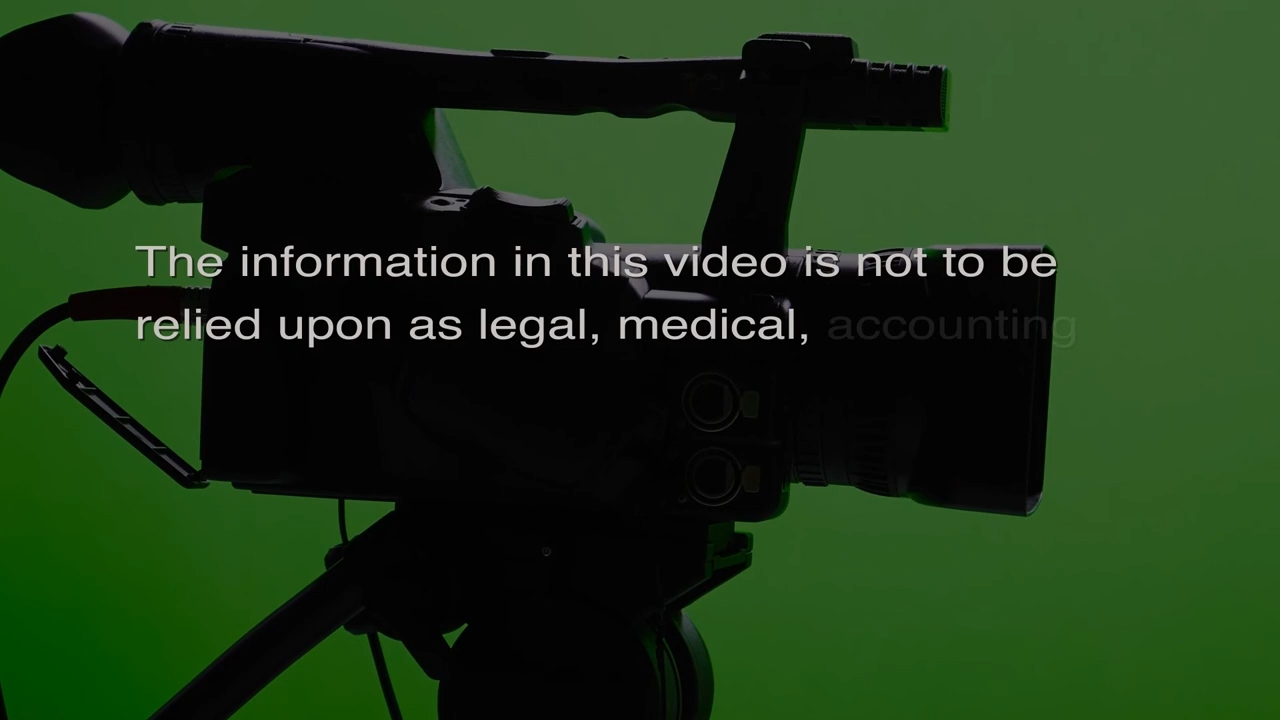 The information in this video is not to be
relied upon as legal, medical, accounting